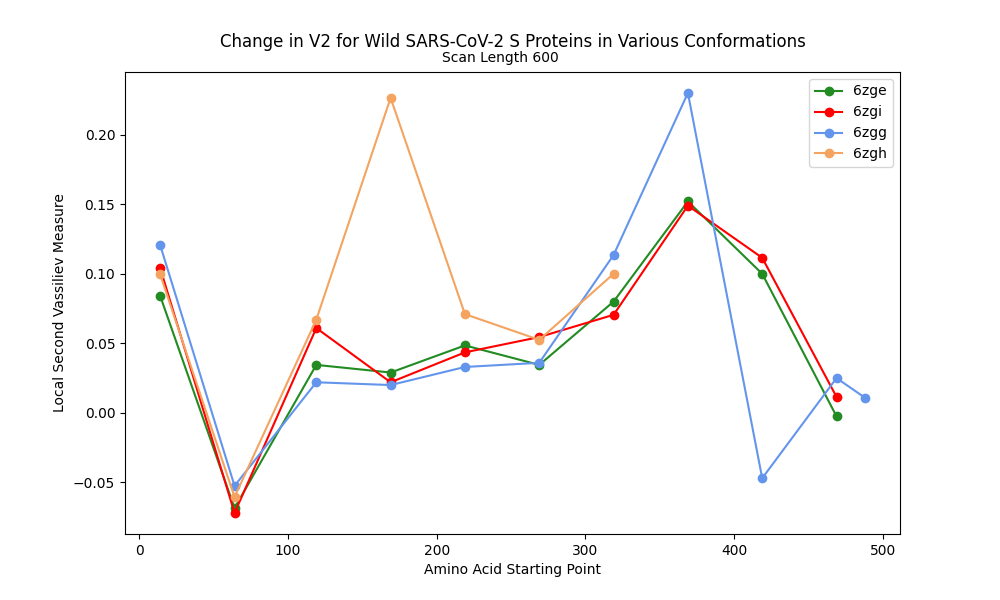 Change in V2 for Wild SARS-CoV-2 S Proteins in Various Conformations
Scan Length 600
6zge
6zgi
6zgg
6zgh
Local Second Vassiliev Measure
0.20
0.15
0.10
0.05
0.00
−0.05
0
100
200
300
400
500
Amino Acid Starting Point